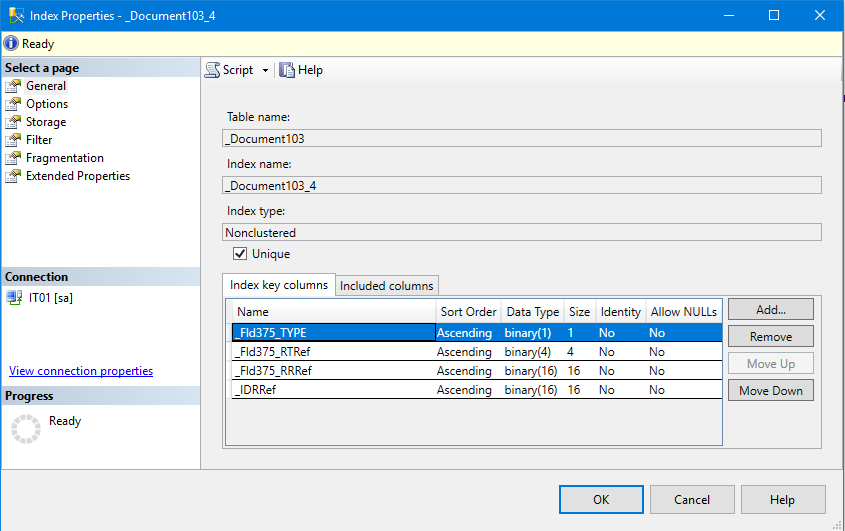 Index Properties - _Document103_4
Ready
Select a page
General
Options
Storage
Filter
Fragmentation
Extended Properties
Connection
IT01 [sa]
View connection properties
Progress
Ready
Script Help
Table name:
_Document103
Index name:
_Document103_4
Index type:
Nonclustered
Unique
Index key columns Included columns
Name Sort Order Data Type Size Identity Allow NULLs
_Fld375_TYPE Ascending binary(1) 1 No No
_Fld375_RTRef Ascending binary(4) 4 No No
_Fld375_RRRef Ascending binary(16) 16 No No
_IDRRef Ascending binary(16) 16 No No
Add...
Remove
Move Up
Move Down
OK Cancel Help